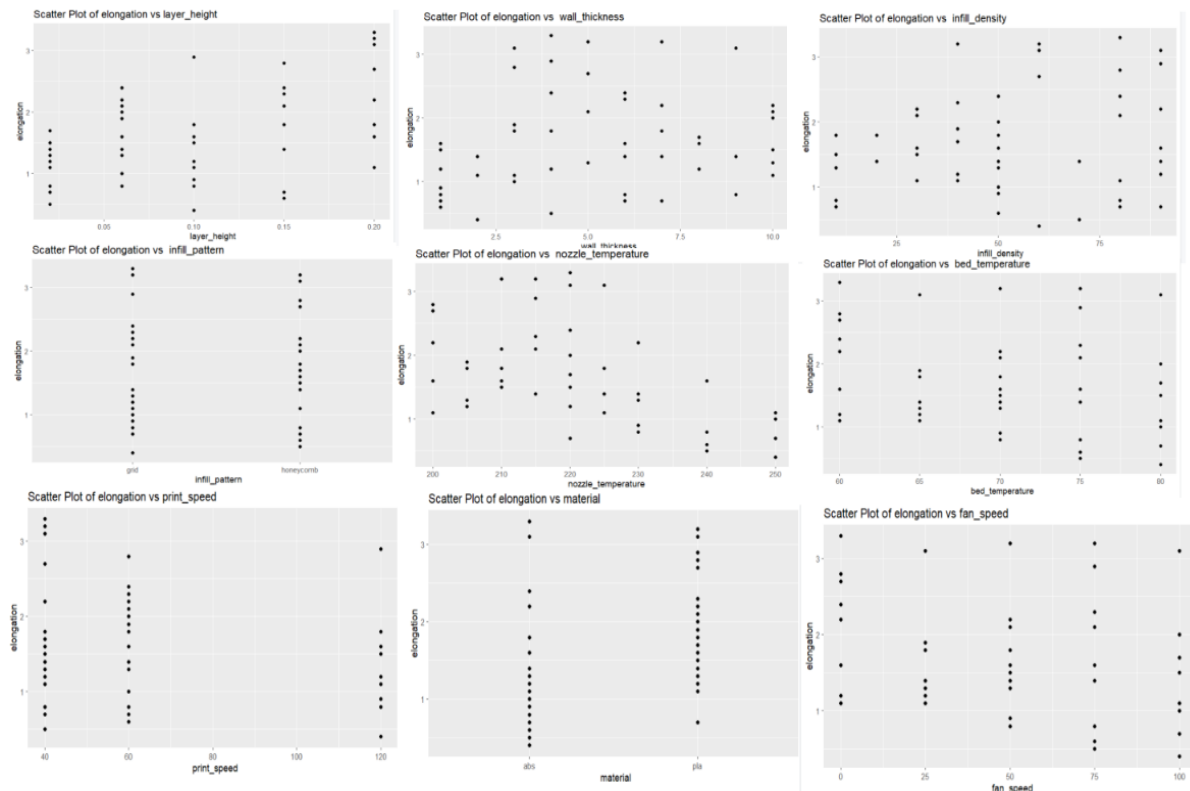 Scatter Plot of elongation vs layer_height
3
2
1
elongation
0.05
0.10
0.15
0.20
layer_height
Scatter Plot of elongation vs wall_thickness
3
2
1
elongation
2.5
5.0
7.5
10.0
wall_thickness
Scatter Plot of elongation vs infill_density
3
2
1
elongation
25
50
75
infill_density
Scatter Plot of elongation vs infill_pattern
3
2
1
elongation
grid
honeycomb
infill_pattern
Scatter Plot of elongation vs nozzle_temperature
3
2
1
elongation
200
210
220
230
240
250
nozzle_temperature
Scatter Plot of elongation vs bed_temperature
3
2
1
elongation
60
65
70
75
80
bed_temperature
Scatter Plot of elongation vs print_speed
3
2
1
elongation
40
60
80
100
120
print_speed
Scatter Plot of elongation vs material
3
2
1
elongation
abs
pla
material
Scatter Plot of elongation vs fan_speed
3
2
1
elongation
0
25
50
75
100
fan_speed